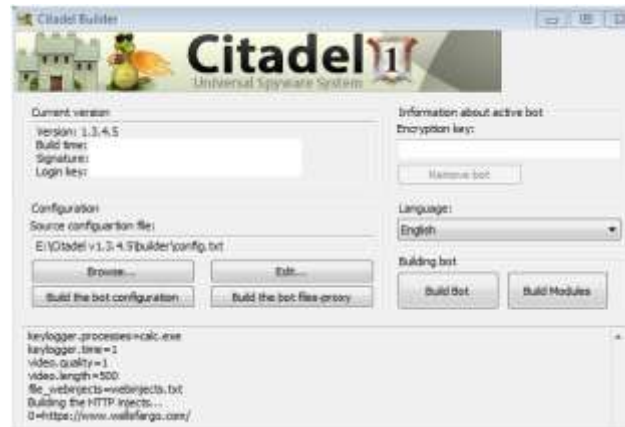 Citadel Builder
Citadel
Universal Spyware System
1
Current version
Version: 1.3.4.5
Build time:
Signature:
Login key:
Information about active bot
Encryption key:
Remove bot
Configuration
Source configuartion file:
E:\Citadel v1.3.4.5\builder\config.txt
Browse...
Edit...
Build the bot configuration
Build the bot files-proxy
Language:
English
Building bot
Build Bot
Build Modules
keylogger.processes=calc.exe
keylogger.time=1
video.quality=1
video.length=500
file_webinjects=webinjects.txt
Building the HTTP injects...
0=https://www.wellsfargo.com/